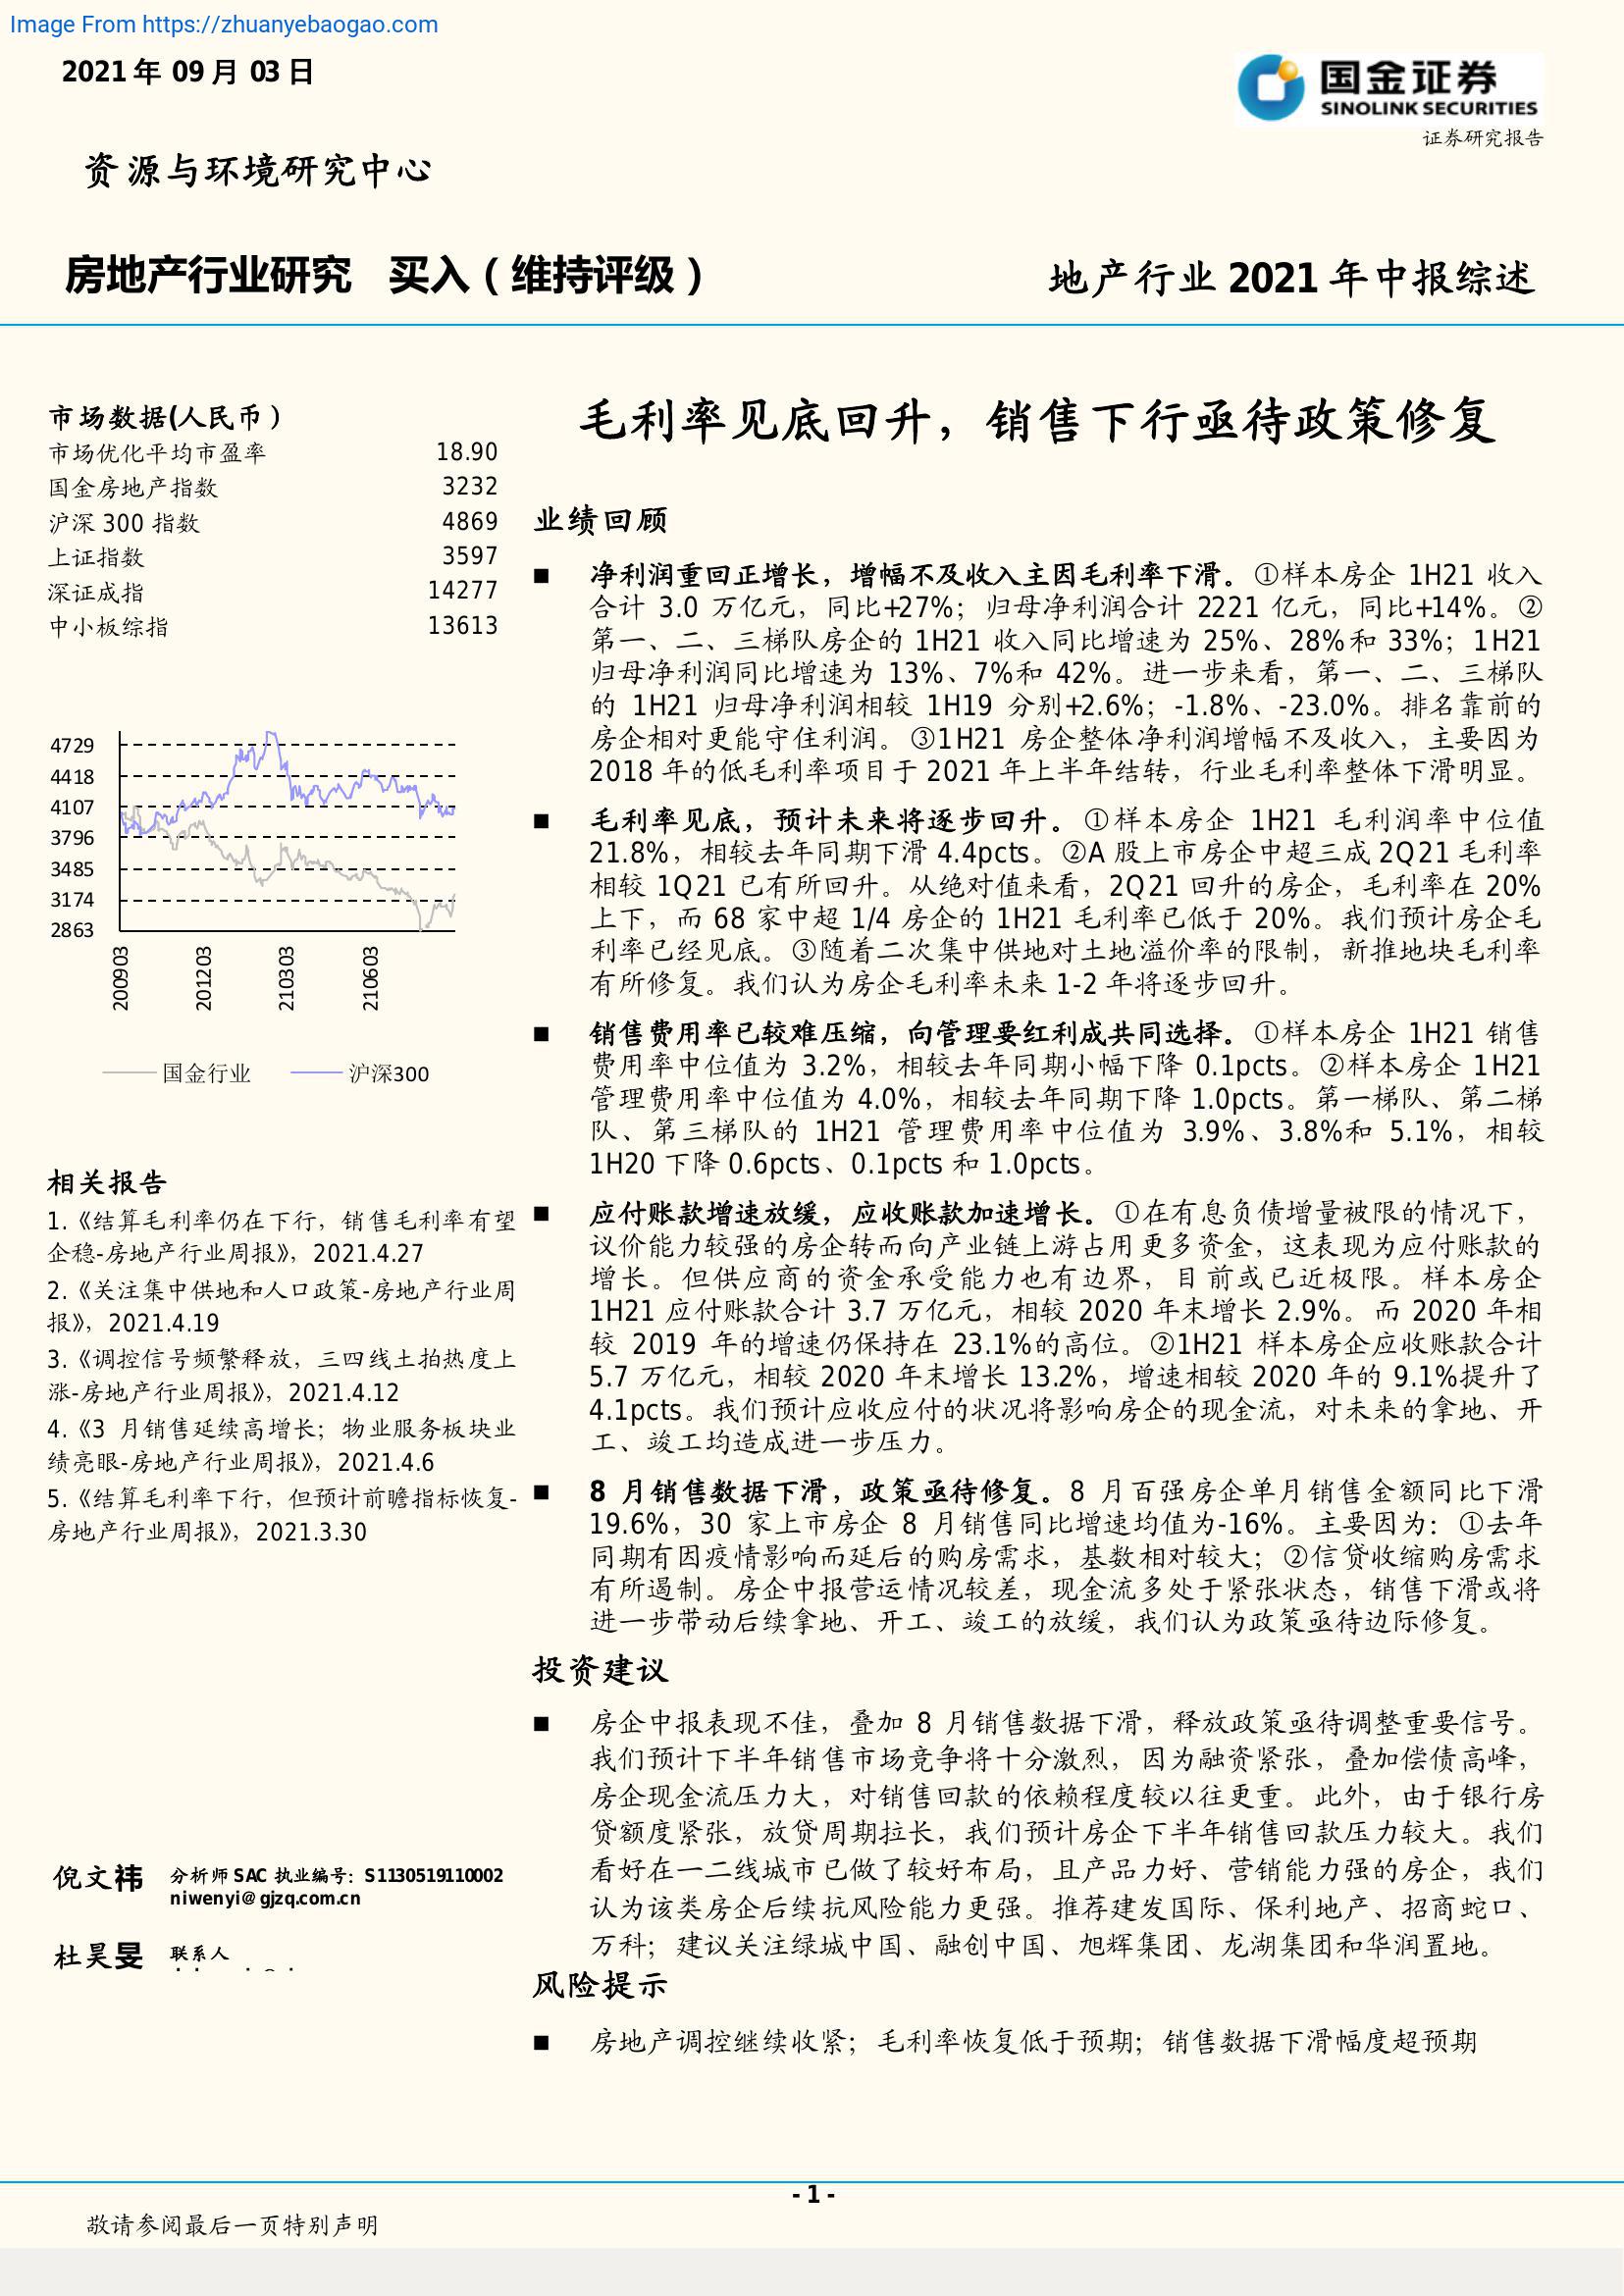 Image From https://zhuanyebaogao.com
2021年 09月 03日
国金证券
SINOLINK SECURITIES
证券研究报告
资源与环境研究中心
房地产行业研究 买入（维持评级）
地产行业 2021 年中报综述
市场数据(人民币）
市场优化平均市盈率 18.90
国金房地产指数 3232
沪深 300 指数 4869
上证指数 3597
深证成指 14277
中小板综指 13613
4729
4418
4107
3796
3485
3174
2863
200903
201203
210303
210603
国金行业 沪深300
相关报告
1.《结算毛利率仍在下行，销售毛利率有望
企稳-房地产行业周报》，2021.4.27
2.《关注集中供地和人口政策-房地产行业周
报》，2021.4.19
3.《调控信号频繁释放，三四线土拍热度上
涨-房地产行业周报》，2021.4.12
4.《3 月销售延续高增长；物业服务板块业
绩亮眼-房地产行业周报》，2021.4.6
5.《结算毛利率下行，但预计前瞻指标恢复-
房地产行业周报》，2021.3.30
倪文祎 分析师 SAC 执业编号：S1130519110002
niwenyi@gjzq.com.cn
杜昊旻 联系人
毛利率见底回升，销售下行亟待政策修复
业绩回顾
■ 净利润重回正增长，增幅不及收入主因毛利率下滑。①样本房企 1H21 收入
合计 3.0 万亿元，同比+27%；归母净利润合计 2221 亿元，同比+14%。②
第一、二、三梯队房企的 1H21 收入同比增速为 25%、28%和 33%；1H21
归母净利润同比增速为 13%、7%和 42%。进一步来看，第一、二、三梯队
的 1H21 归母净利润相较 1H19 分别+2.6%；-1.8%、-23.0%。排名靠前的
房企相对更能守住利润。③1H21 房企整体净利润增幅不及收入，主要因为
2018 年的低毛利率项目于 2021 年上半年结转，行业毛利率整体下滑明显。
■ 毛利率见底，预计未来将逐步回升。①样本房企 1H21 毛利润率中位值
21.8%，相较去年同期下滑 4.4pcts。②A 股上市房企中超三成 2Q21 毛利率
相较 1Q21 已有所回升。从绝对值来看，2Q21 回升的房企，毛利率在 20%
上下，而 68 家中超 1/4 房企的 1H21 毛利率已低于 20%。我们预计房企毛
利率已经见底。③随着二次集中供地对土地溢价率的限制，新推地块毛利率
有所修复。我们认为房企毛利率未来 1-2 年将逐步回升。
■ 销售费用率已较难压缩，向管理要红利成共同选择。①样本房企 1H21 销售
费用率中位值为 3.2%，相较去年同期小幅下降 0.1pcts。②样本房企 1H21
管理费用率中位值为 4.0%，相较去年同期下降 1.0pcts。第一梯队、第二梯
队、第三梯队的 1H21 管理费用率中位值为 3.9%、3.8%和 5.1%，相较
1H20 下降 0.6pcts、0.1pcts 和 1.0pcts。
■ 应付账款增速放缓，应收账款加速增长。①在有息负债增量被限的情况下，
议价能力较强的房企转而向产业链上游占用更多资金，这表现为应付账款的
增长。但供应商的资金承受能力也有边界，目前或已近极限。样本房企
1H21 应付账款合计 3.7 万亿元，相较 2020 年末增长 2.9%。而 2020 年相
较 2019 年的增速仍保持在 23.1%的高位。②1H21 样本房企应收账款合计
5.7 万亿元，相较 2020 年末增长 13.2%，增速相较 2020 年的 9.1%提升了
4.1pcts。我们预计应收应付的状况将影响房企的现金流，对未来的拿地、开
工、竣工均造成进一步压力。
■ 8 月销售数据下滑，政策亟待修复。8 月百强房企单月销售金额同比下滑
19.6%，30 家上市房企 8 月销售同比增速均值为-16%。主要因为：①去年
同期有因疫情影响而延后的购房需求，基数相对较大；②信贷收缩购房需求
有所遏制。房企中报营运情况较差，现金流多处于紧张状态，销售下滑或将
进一步带动后续拿地、开工、竣工的放缓，我们认为政策亟待边际修复。
投资建议
■ 房企中报表现不佳，叠加 8 月销售数据下滑，释放政策亟待调整重要信号。
我们预计下半年销售市场竞争将十分激烈，因为融资紧张，叠加偿债高峰，
房企现金流压力大，对销售回款的依赖程度较以往更重。此外，由于银行房
贷额度紧张，放贷周期拉长，我们预计房企下半年销售回款压力较大。我们
看好在一二线城市已做了较好布局，且产品力好、营销能力强的房企，我们
认为该类房企后续抗风险能力更强。推荐建发国际、保利地产、招商蛇口、
万科；建议关注绿城中国、融创中国、旭辉集团、龙湖集团和华润置地。
风险提示
■ 房地产调控继续收紧；毛利率恢复低于预期；销售数据下滑幅度超预期
- 1 -
敬请参阅最后一页特别声明